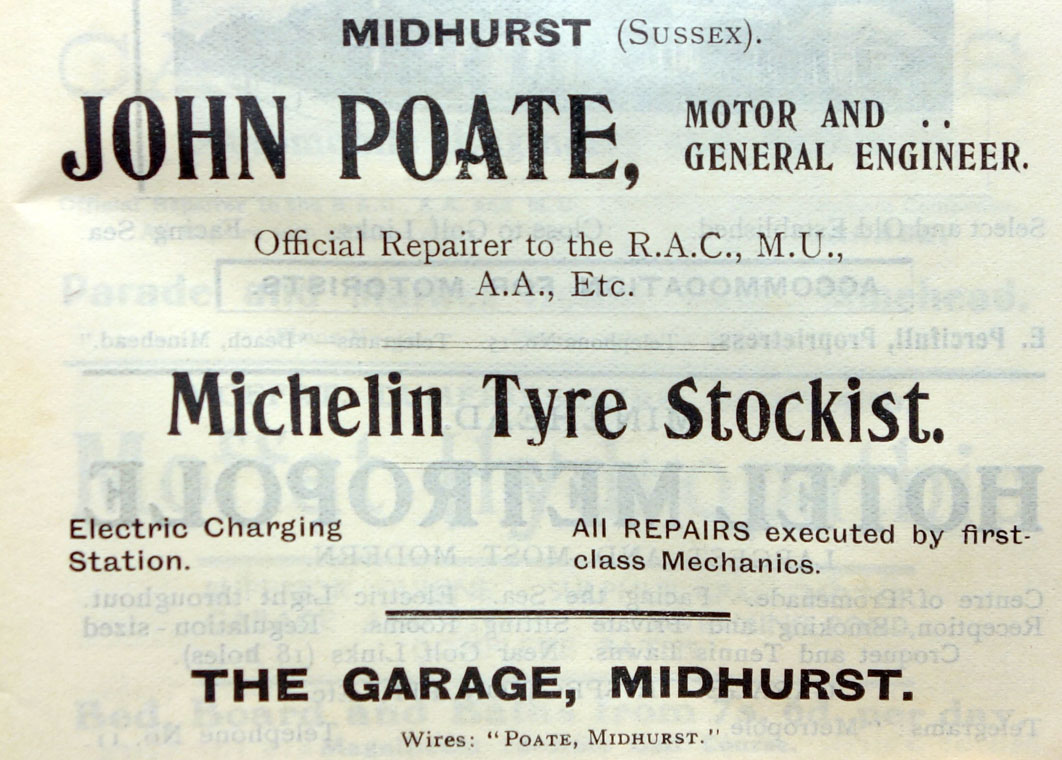 MIDHURST (SUSSEX).
JOHN POATE,
MOTOR AND ..
GENERAL ENGINEER.
Official Repairer to the R.A.C., M.U.,
A.A., Etc.
Michelin Tyre Stockist.
Electric Charging
Station.
All REPAIRS executed by first-
class Mechanics.
THE GARAGE, MIDHURST.
Wires: "POATE, MIDHURST."